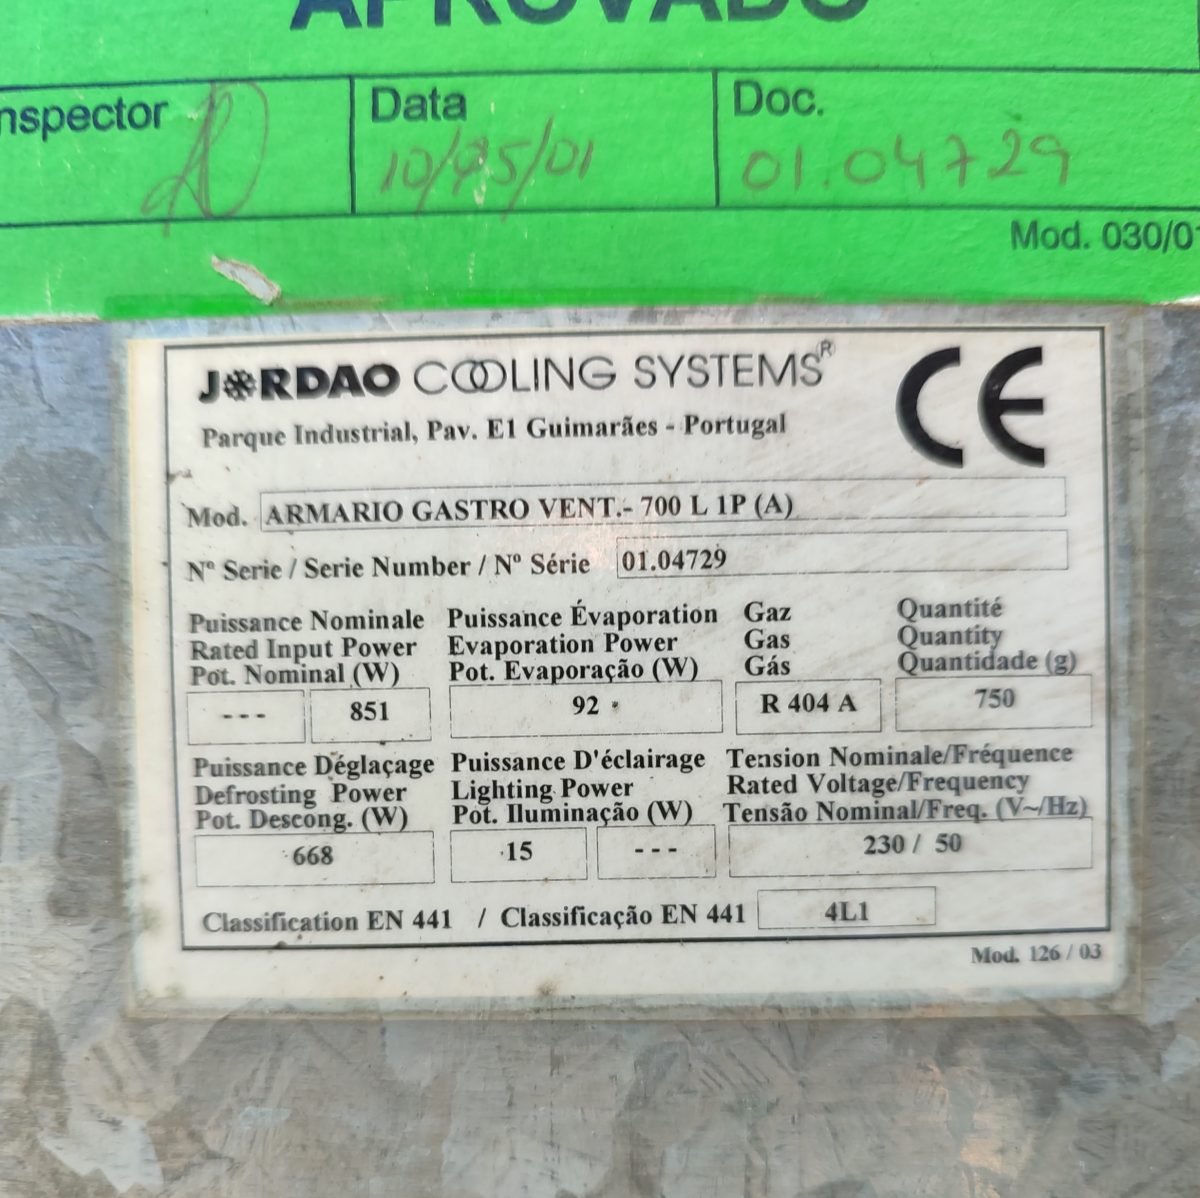 APROVADO
nspector
Data
Doc.
10/05/01
01.04729
Mod. 030/01
JORDAO COOLING SYSTEMS®
Parque Industrial, Pav. E1 Guimarães - Portugal
CE
Mod. ARMARIO GASTRO VENT.- 700 L 1P (A)
Nº Serie / Serie Number / Nº Série 01.04729
Puissance Nominale
Rated Input Power
Pot. Nominal (W)
--- 851
Puissance Évaporation
Evaporation Power
Pot. Evaporação (W)
92
Gaz
Gas
Gás
R 404 A
Quantité
Quantity
Quantidade (g)
750
Puissance Déglaçage
Defrosting Power
Pot. Descong. (W)
668
Puissance D'éclairage
Lighting Power
Pot. Iluminação (W)
15 ---
Tension Nominale/Fréquence
Rated Voltage/Frequency
Tensão Nominal/Freq. (V~/Hz)
230 / 50
Classification EN 441 / Classificação EN 441 4L1
Mod. 126 / 03